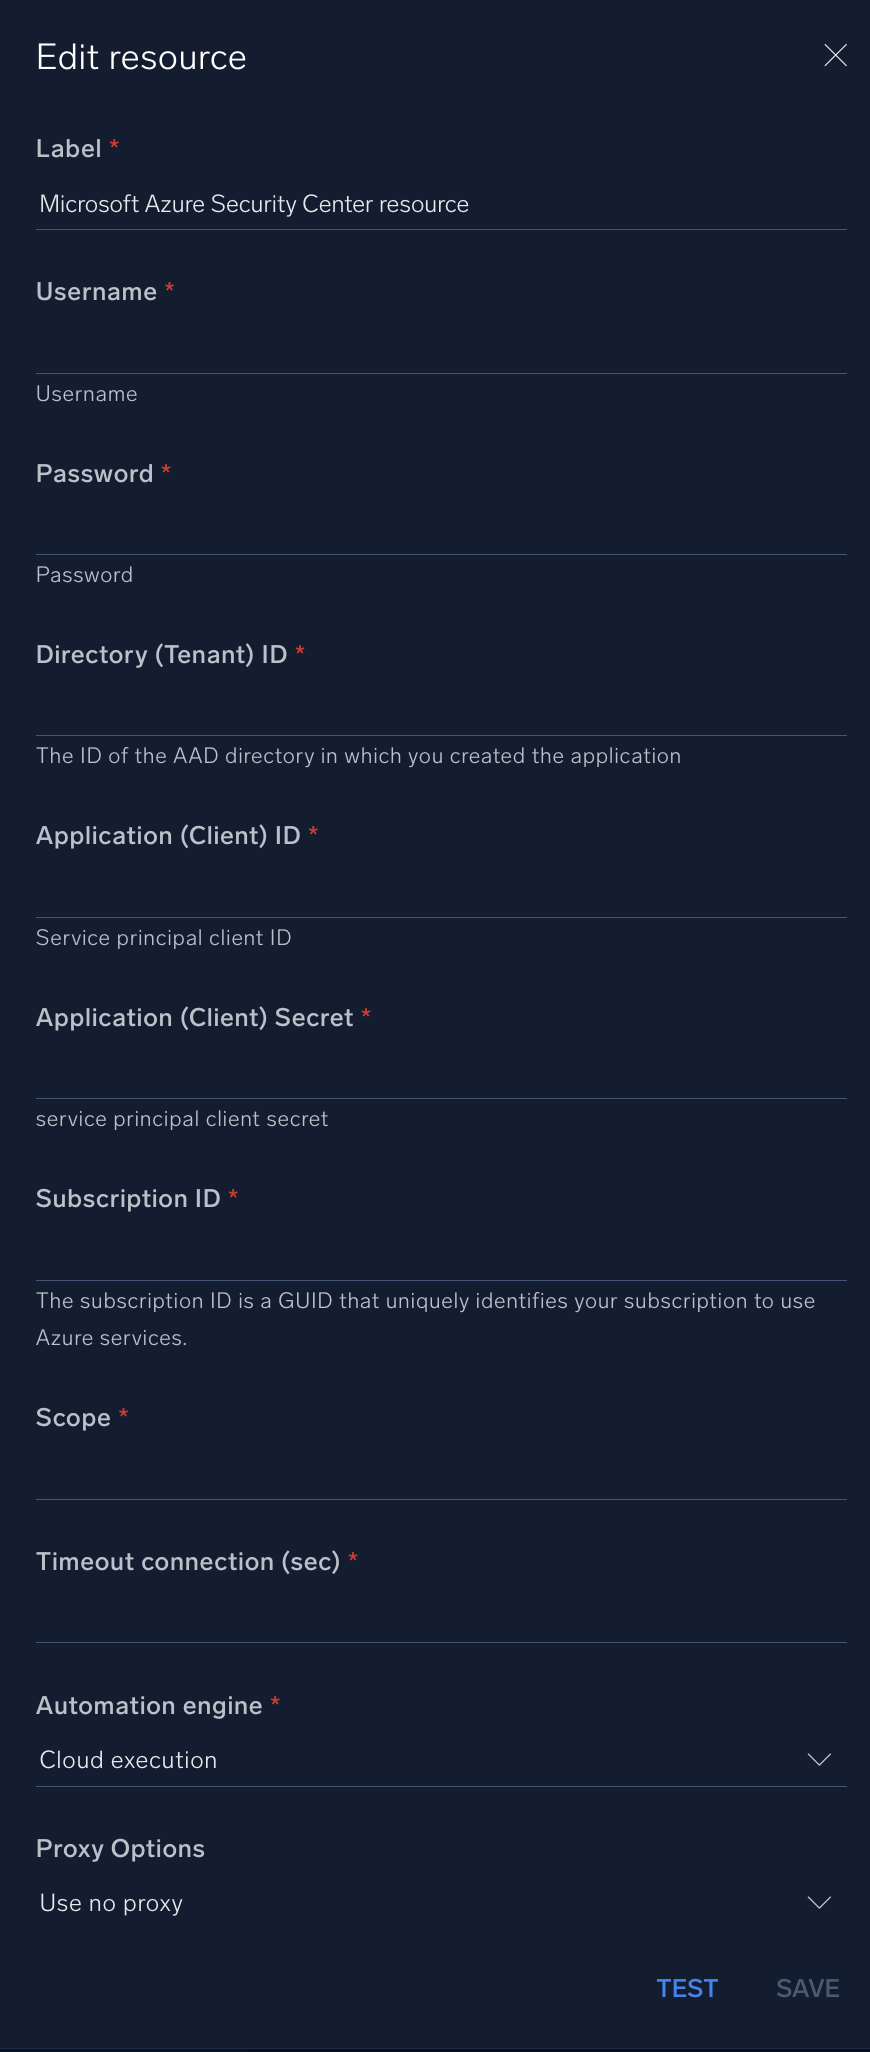 Edit resource
Label *
Microsoft Azure Security Center resource
Username *
Username
Password *
Password
Directory (Tenant) ID *
The ID of the AAD directory in which you created the application
Application (Client) ID *
Service principal client ID
Application (Client) Secret *
service principal client secret
Subscription ID *
The subscription ID is a GUID that uniquely identifies your subscription to use
Azure services.
Scope *
Timeout connection (sec) *
Automation engine *
Cloud execution
Proxy Options
Use no proxy
TEST SAVE